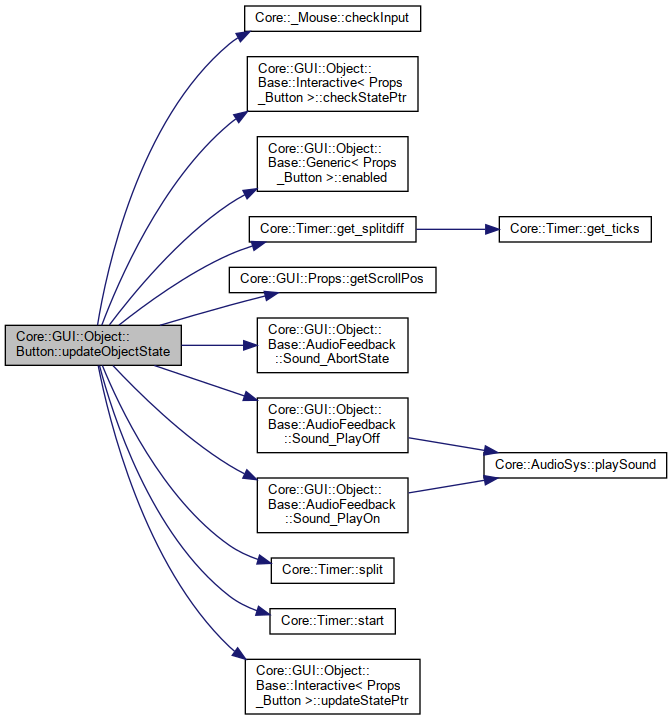 Core::_Mouse::checkInput
Core::GUI::Object::
Base::Interactive< Props
_Button >::checkStatePtr
Core::GUI::Object::
Base::Generic< Props
_Button >::enabled
Core::Timer::get_splitdiff
Core::Timer::get_ticks
Core::GUI::Props::getScrollPos
Core::GUI::Object::
Button::updateObjectState
Core::GUI::Object::
Base::AudioFeedback
::Sound_AbortState
Core::GUI::Object::
Base::AudioFeedback
::Sound_PlayOff
Core::AudioSys::playSound
Core::GUI::Object::
Base::AudioFeedback
::Sound_PlayOn
Core::Timer::split
Core::Timer::start
Core::GUI::Object::
Base::Interactive< Props
_Button >::updateStatePtr